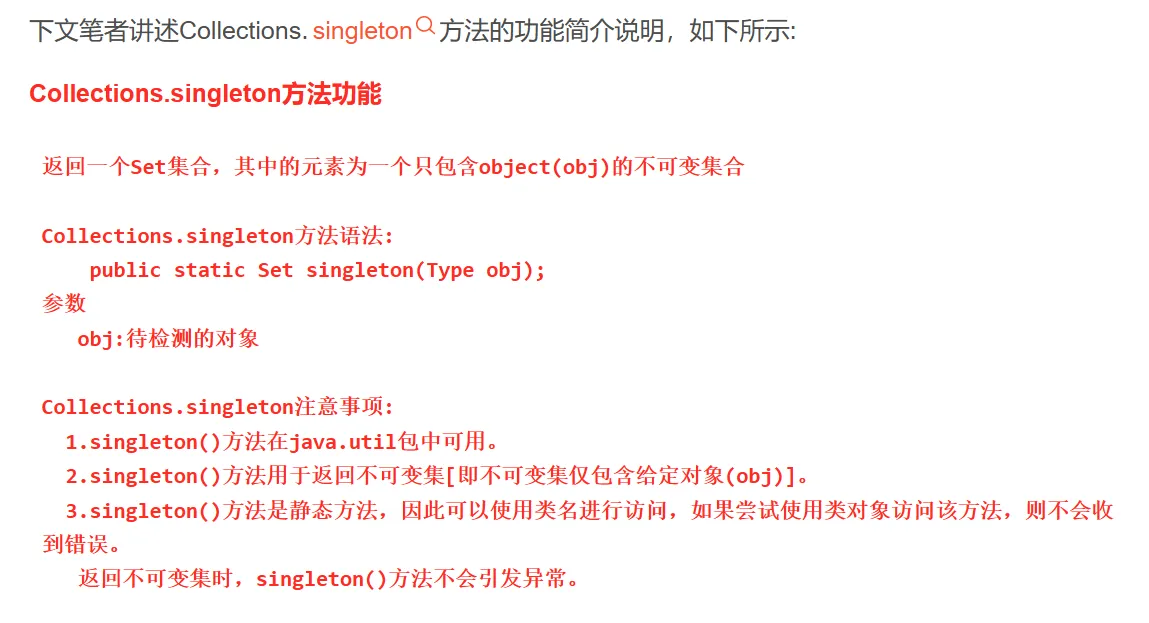 下文笔者讲述Collections.singleton方法的功能简介说明，如下所示:
Collections.singleton方法功能
返回一个Set集合，其中的元素为一个只包含object(obj)的不可变集合
Collections.singleton方法语法:
public static Set singleton(Type obj);
参数
obj:待检测的对象
Collections.singleton注意事项:
1.singleton()方法在java.util包中可用。
2.singleton()方法用于返回不可变集[即不可变集仅包含给定对象(obj)]。
3.singleton()方法是静态方法，因此可以使用类名进行访问，如果尝试使用类对象访问该方法，则不会收
到错误。
返回不可变集时，singleton()方法不会引发异常。